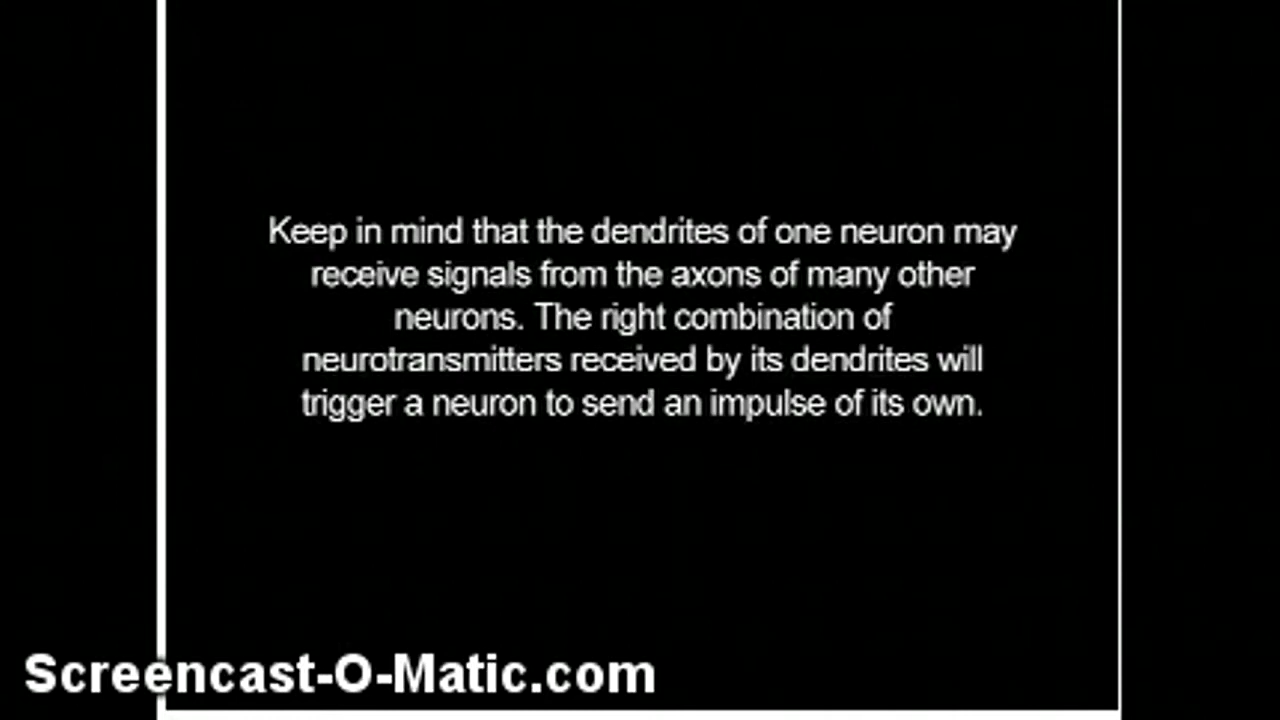 Keep in mind that the dendrites of one neuron may
receive signals from the axons of many other
neurons. The right combination of
neurotransmitters received by its dendrites will
trigger a neuron to send an impulse of its own.
Screencast-O-Matic.com